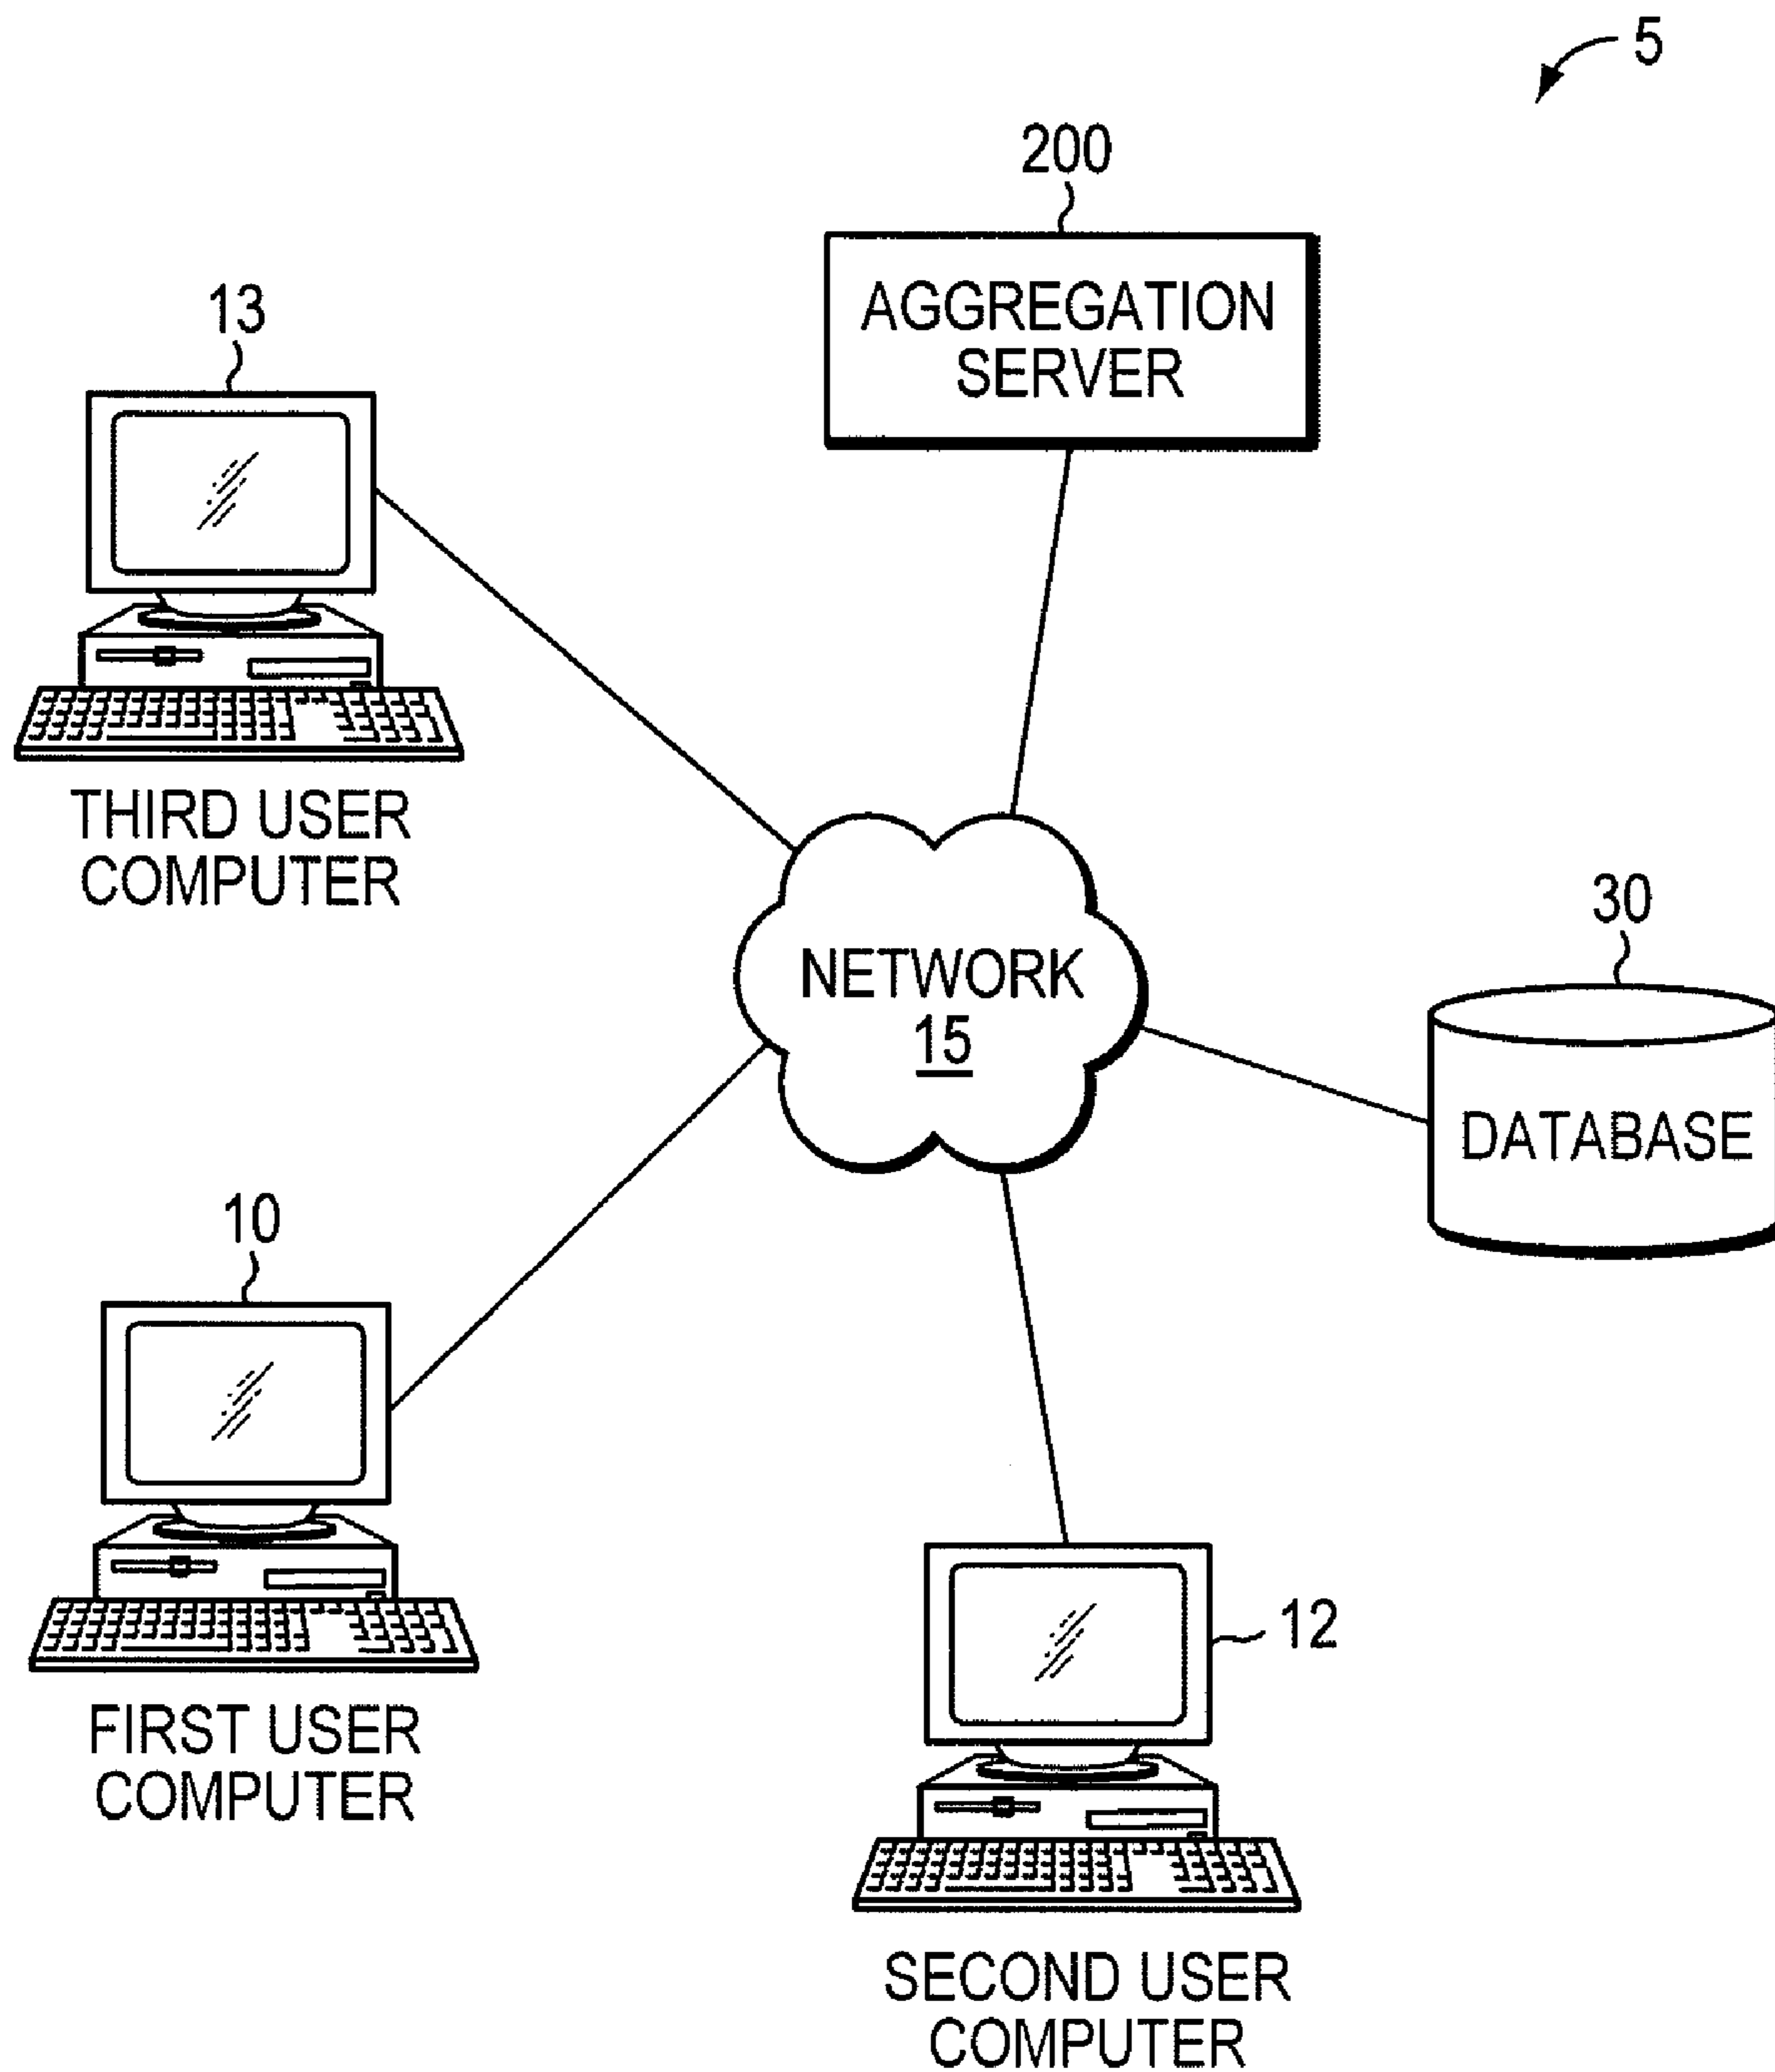 5
200
AGGREGATION
SERVER
13
THIRD USER
COMPUTER
NETWORK
15
30
DATABASE
10
FIRST USER
COMPUTER
12
SECOND USER
COMPUTER